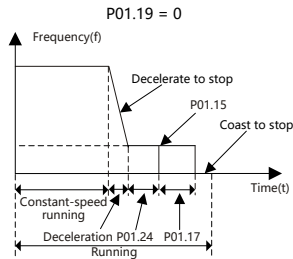 P01.19 = 0
Frequency(f)
Decelerate to stop
P01.15
Coast to stop
Time(t)
Constant-speed
running
Deceleration P01.24 P01.17
Running